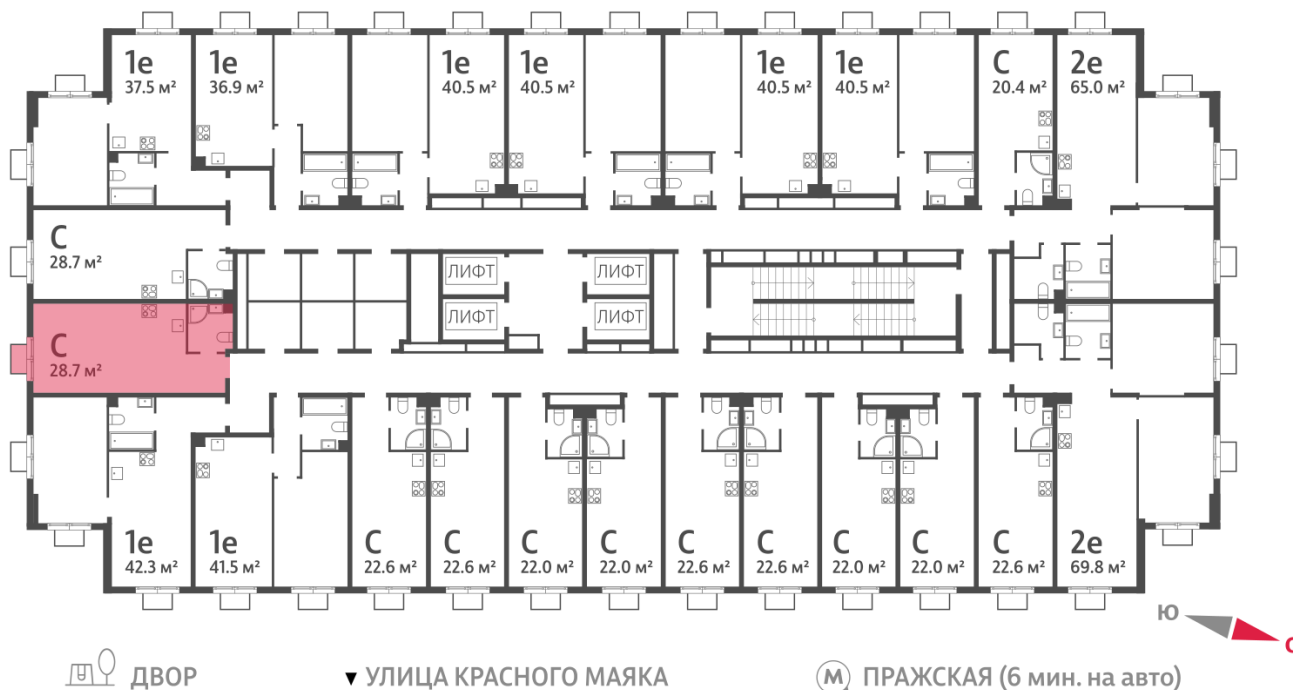 1е
37.5 м²
1е
36.9 м²
1е
40.5 м²
1е
40.5 м²
1е
40.5 м²
1е
40.5 м²
С
20.4 м²
2е
65.0 м²
С
28.7 м²
ЛИФТ
ЛИФТ
ЛИФТ
ЛИФТ
С
28.7 м²
1е
42.3 м²
1е
41.5 м²
С
22.6 м²
С
22.6 м²
С
22.0 м²
С
22.0 м²
С
22.6 м²
С
22.6 м²
С
22.0 м²
С
22.0 м²
С
22.6 м²
2е
69.8 м²
Ю
С
ДВОР
УЛИЦА КРАСНОГО МАЯКА
М ПРАЖСКАЯ (6 мин. на авто)